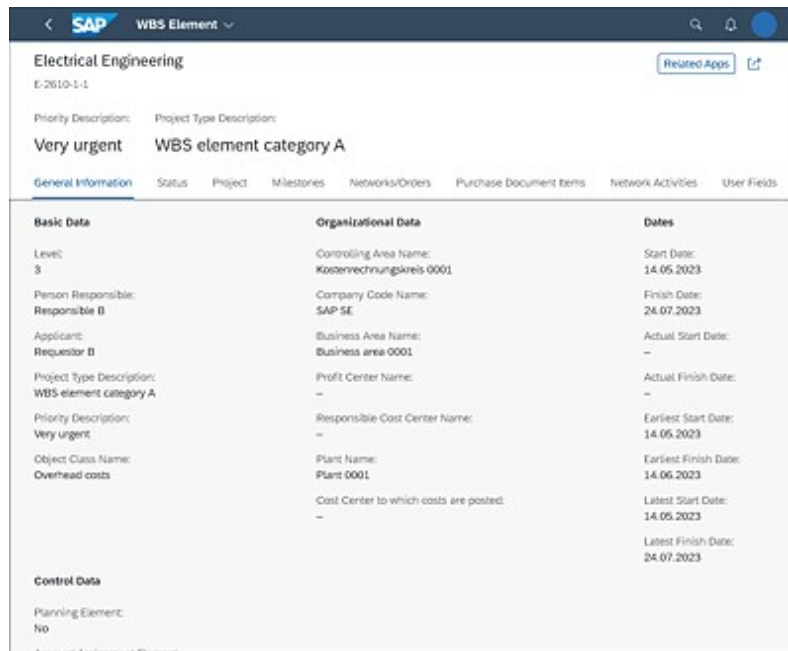 SAP WBS Element
Electrical Engineering
Related Apps
E-2610-1-1
Priority Description:
Very urgent
Project Type Description:
WBS element category A
General Information Status Project Milestones Networks/Orders Purchase Document Items Network Activities User Fields
Basic Data
Level:
3
Person Responsible:
Responsible B
Applicant:
Requestor B
Project Type Description:
WBS element category A
Priority Description:
Very urgent
Object Class Name:
Overhead costs
Organizational Data
Controlling Area Name:
Kostenrechnungskreis 0001
Company Code Name:
SAP SE
Business Area Name:
Business area 0001
Profit Center Name:
–
Responsible Cost Center Name:
–
Plant Name:
Plant 0001
Cost Center to which costs are posted:
–
Dates
Start Date:
14.05.2023
Finish Date:
24.07.2023
Actual Start Date:
–
Actual Finish Date:
–
Earliest Start Date:
14.05.2023
Earliest Finish Date:
14.06.2023
Latest Start Date:
14.05.2023
Latest Finish Date:
24.07.2023
Control Data
Planning Element:
No